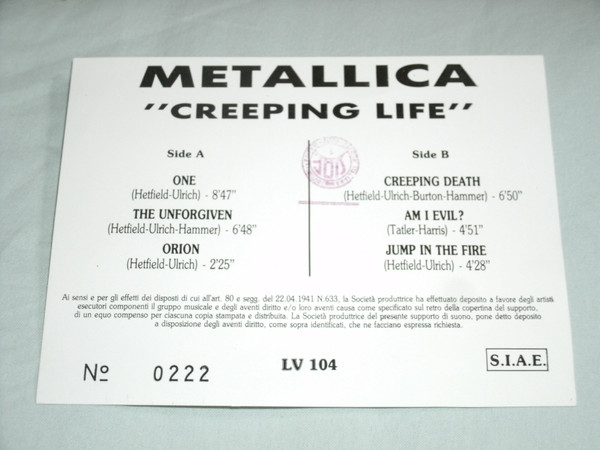 METALLICA
"CREEPING LIFE"
Side A
ONE
(Hetfield-Ulrich) - 8'47"
THE UNFORGIVEN
(Hetfield-Ulrich-Hammer) - 6'48"
ORION
(Hetfield-Ulrich) - 2'25"
Side B
CREEPING DEATH
(Hetfield-Ulrich-Burton-Hammer) - 6'50"
AM I EVIL?
(Tatler-Harris) - 4'51"
JUMP IN THE FIRE
(Hetfield-Ulrich) - 4'28"
Ai sensi e per gli effetti dei disposti di cui all'art. 80 e segg. del 22.04.1941 N.633, la Società produttrice ha effettuato deposito a favore degli artisti
esecutori componenti il gruppo musicale e degli aventi diritto e/o loro aventi causa come specificato sul retro della copertina del supporto,
di un equo compenso per ciascuna copia stampata e distribuita. La Società Produttrice del presente supporto di suono, pone detto deposito
a disposizione degli aventi diritto, come sopra identificati, che ne facciano espressa richiesta.
Nº 0222
LV 104
S.I.A.E.